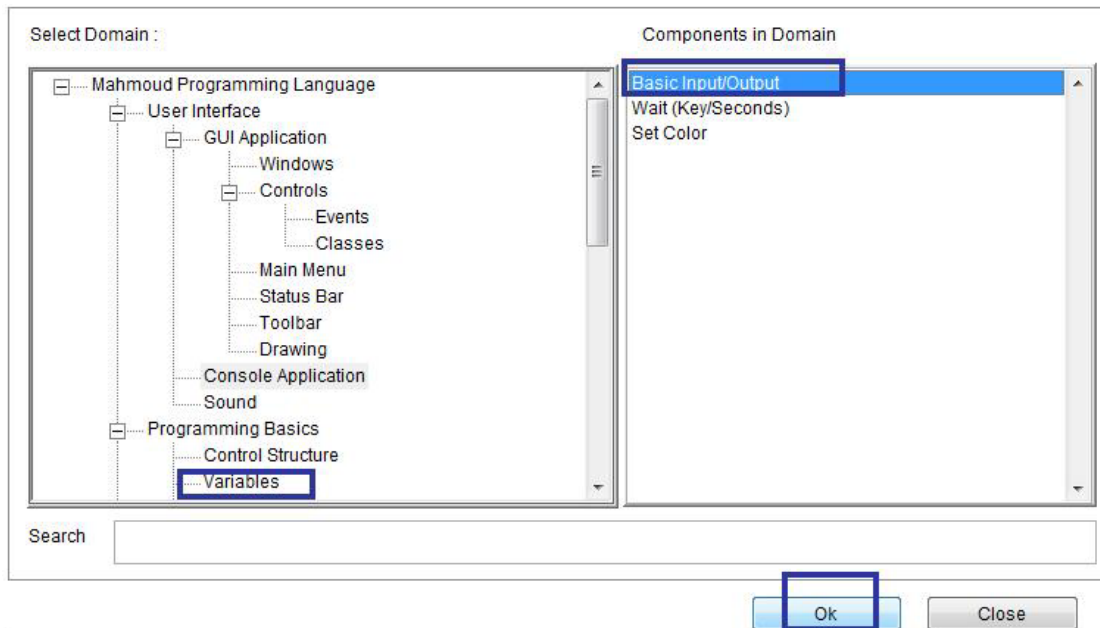 Select Domain :
Components in Domain
Mahmoud Programming Language
User Interface
GUI Application
Windows
Controls
Events
Classes
Main Menu
Status Bar
Toolbar
Drawing
Console Application
Sound
Programming Basics
Control Structure
Variables
Basic Input/Output
Wait (Key/Seconds)
Set Color
Search
Ok
Close